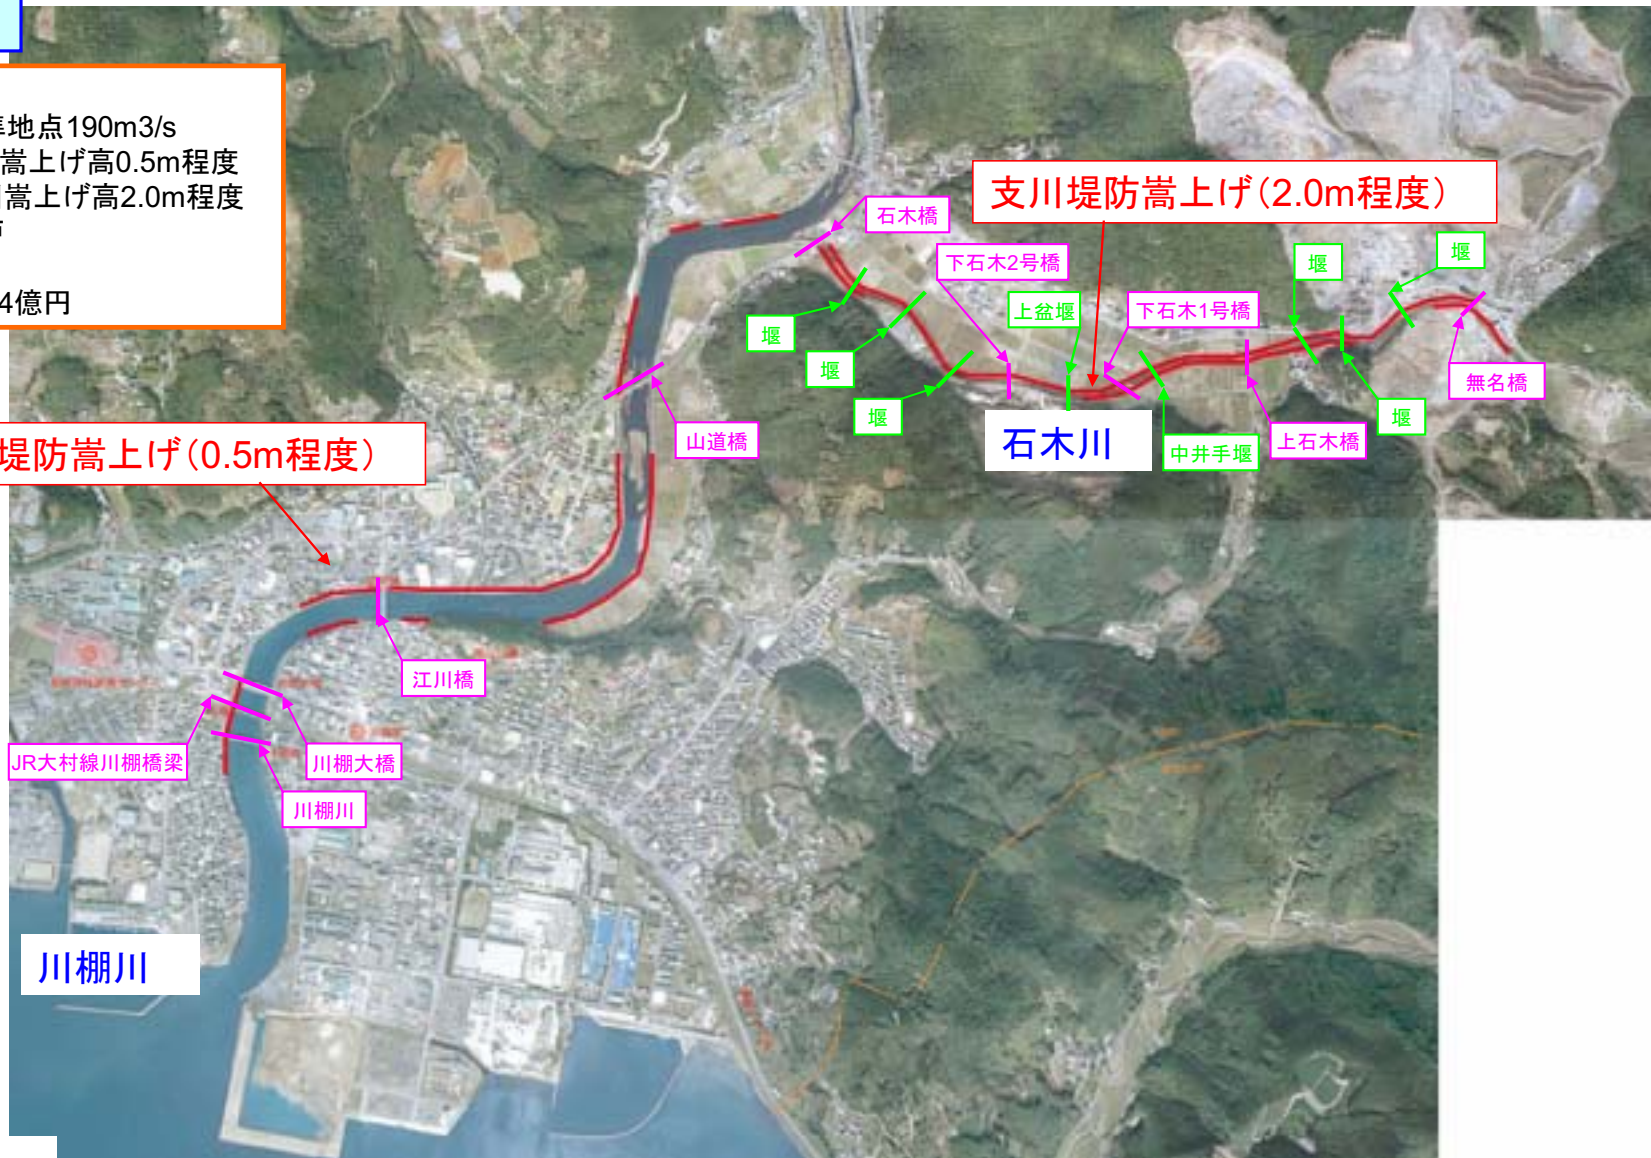 準地点190m3/s
嵩上げ高0.5m程度
嵩上げ高2.0m程度
4億円
支川堤防嵩上げ(2.0m程度)
石木橋
下石木2号橋
堰
堰
上盆堰
下石木1号橋
堰
堰
堰
無名橋
堰
堰
山道橋
石木川
中井手堰
上石木橋
堤防嵩上げ(0.5m程度)
江川橋
JR大村線川棚橋梁
川棚大橋
川棚川
川棚川